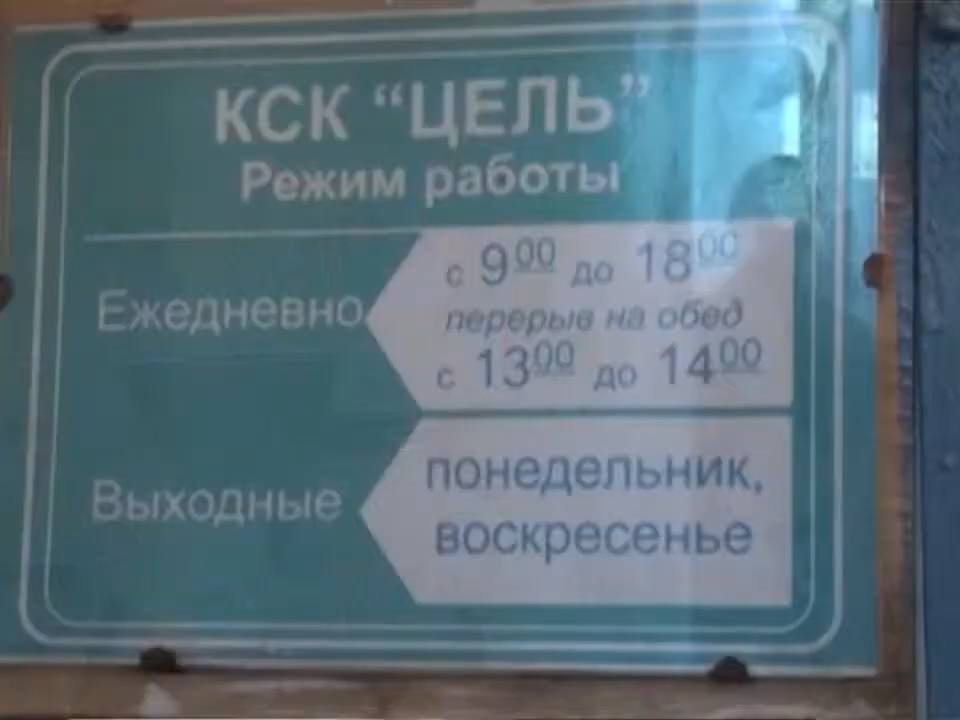 КСК “ЦЕЛЬ”
Режим работы
Ежедневно
с 9⁰⁰ до 18⁰⁰
перерыв на обед
с 13⁰⁰ до 14⁰⁰
Выходные
понедельник,
воскресенье